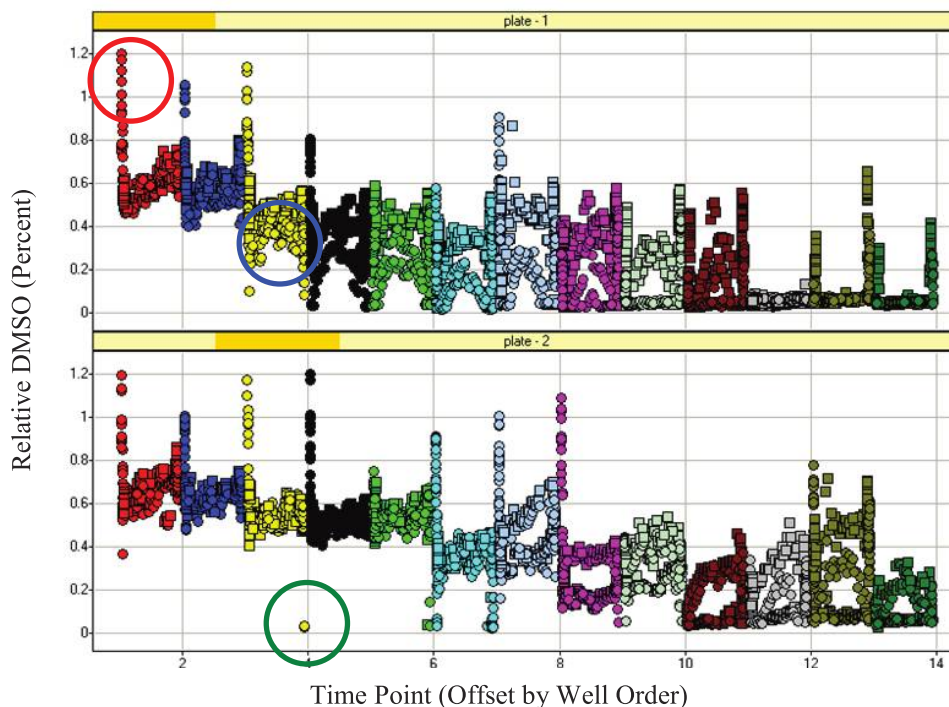 plate - 1
1.2
1
0.8
0.6
0.4
0.2
0
plate - 2
1.2
1
0.8
0.6
0.4
0.2
0
2 4 6 8 10 12 14
Relative DMSO (Percent)
Time Point (Offset by Well Order)